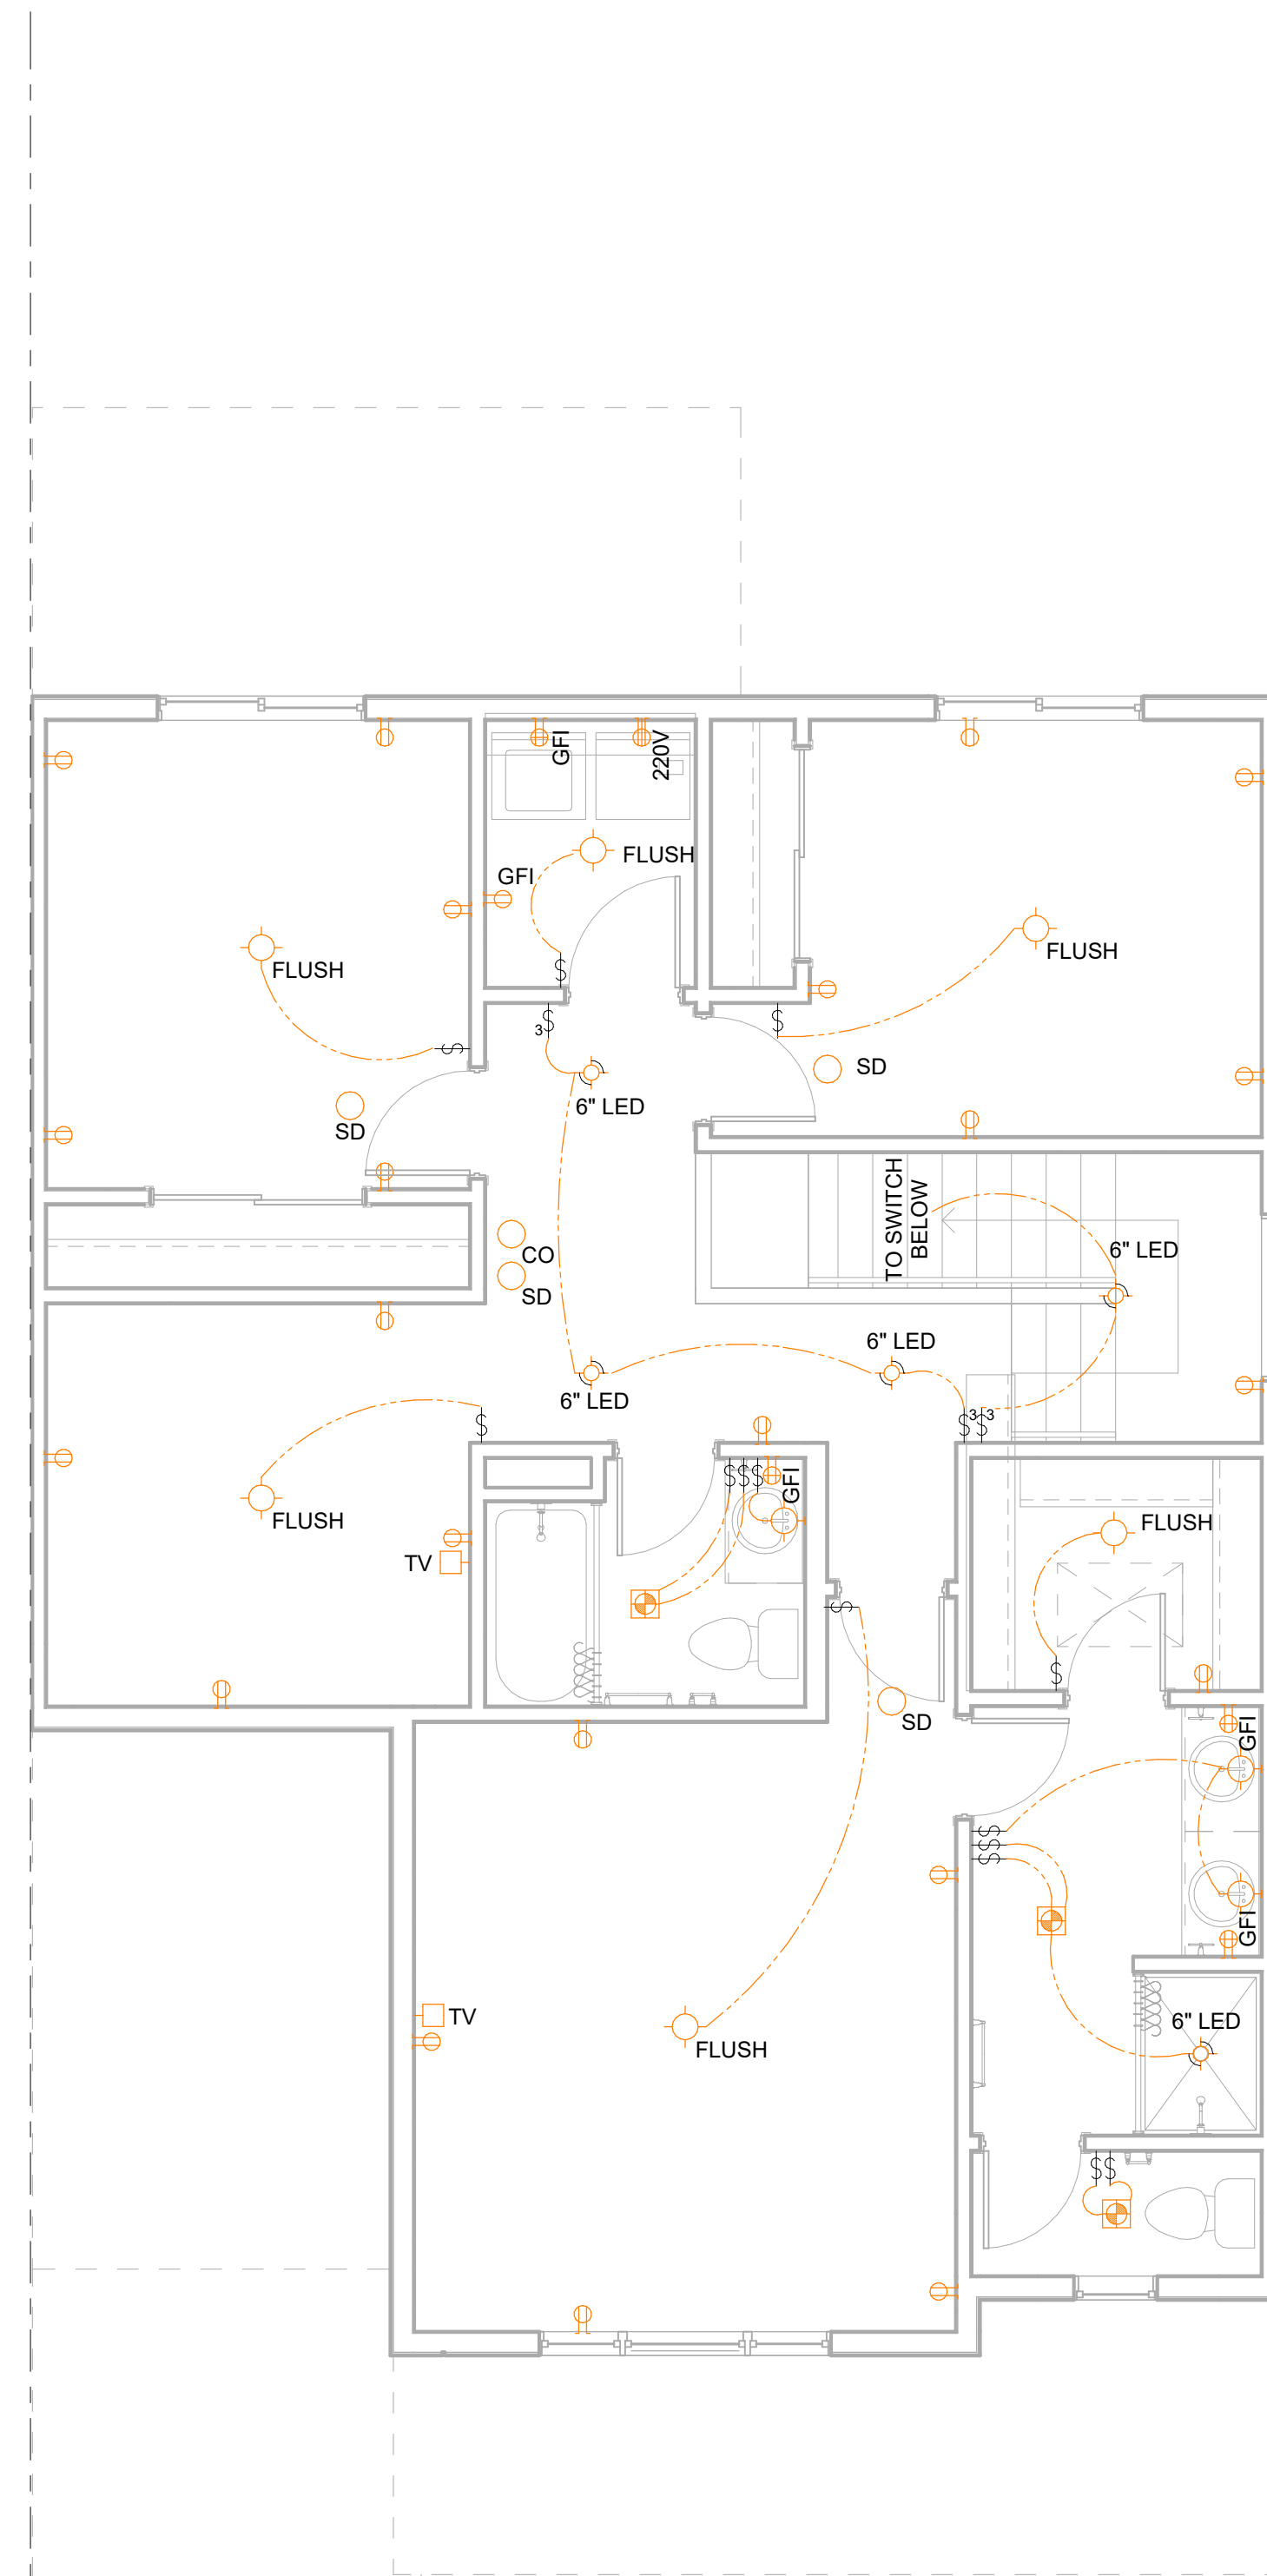 GFI
220V
FLUSH
GFI
FLUSH
FLUSH
$
$
3
$
$
SD
6" LED
$
SD
TO SWITCH
BELOW
CO
6" LED
SD
6" LED
6" LED
$
$
3
$
3
$
$
$
GFI
FLUSH
FLUSH
TV
$
$
SD
GFI
$
$
$
GFI
TV
6" LED
FLUSH
$
$